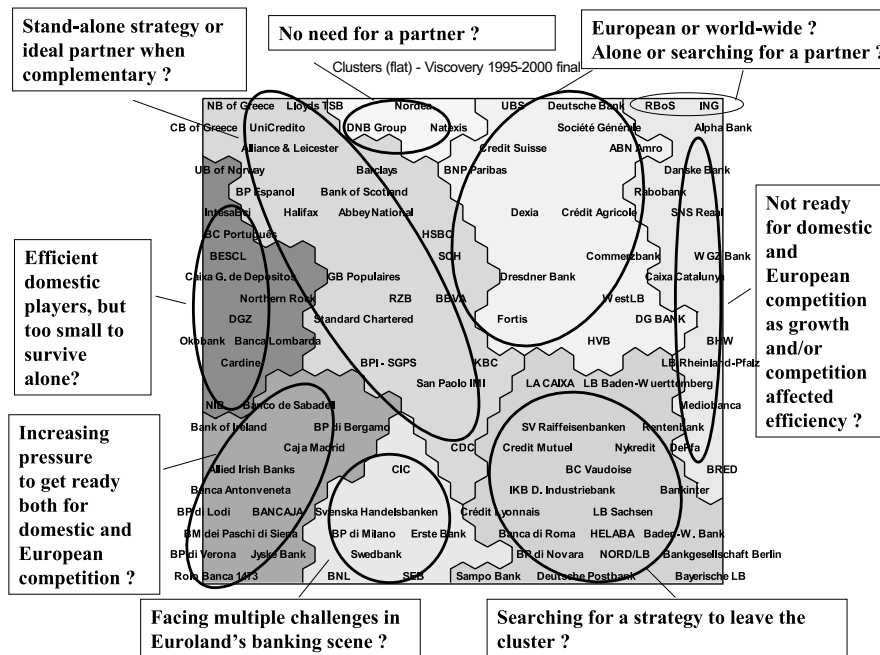 Stand-alone strategy or
ideal partner when
complementary ?
No need for a partner ?
European or world-wide ?
Alone or searching for a partner ?
Clusters (flat) - Viscovery 1995-2000 final
NB of Greece Lloyds TSB Nordea UBS Deutsche Bank RBoS ING
CB of Greece UniCredito DNB Group Natexis Société Générale Alpha Bank
Alliance & Leicester Credit Suisse ABN Amro
UB of Norway Barclays BNP Paribas Danske Bank
BP Espanol Bank of Scotland Rabobank
IntesaBci Halifax Abbey National Dexia Crédit Agricole SNS Reaal
BC Português HSBC
BESCL SCH Commerzbank WGZ Bank
Caixa G. de Depositos GB Populaires Dresdner Bank Caixa Catalunya
Northern Rock RZB BBVA WestLB
DGZ Standard Chartered Fortis DG BANK
Okobank Banca Lombarda HVB BHW
Cardine BPI - SGPS KBC LB Rheinland-Pfalz
San Paolo IMI LA CAIXA LB Baden-Wuerttemberg
NIB Banco de Sabadell Mediobanca
Bank of Ireland BP di Bergamo SV Raiffeisenbanken Rentenbank
Caja Madrid CDC Credit Mutuel Nykredit DePfa
Allied Irish Banks CIC BC Vaudoise BRED
Banca Antonveneta IKB D. Industriebank Bankinter
BP di Lodi BANCAJA Svenska Handelsbanken Crédit Lyonnais LB Sachsen
BM dei Paschi di Siena BP di Milano Erste Bank Banca di Roma HELABA Baden-W. Bank
BP di Verona Jyske Bank Swedbank BP di Novara NORD/LB Bankgesellschaft Berlin
Rolo Banca 1473 BNL SEB Sampo Bank Deutsche Postbank Bayerische LB
Efficient
domestic
players, but
too small to
survive
alone?
Not ready
for domestic
and
European
competition
as growth
and/or
competition
affected
efficiency ?
Increasing
pressure
to get ready
both for
domestic and
European
competition ?
Facing multiple challenges in
Euroland's banking scene ?
Searching for a strategy to leave the
cluster ?